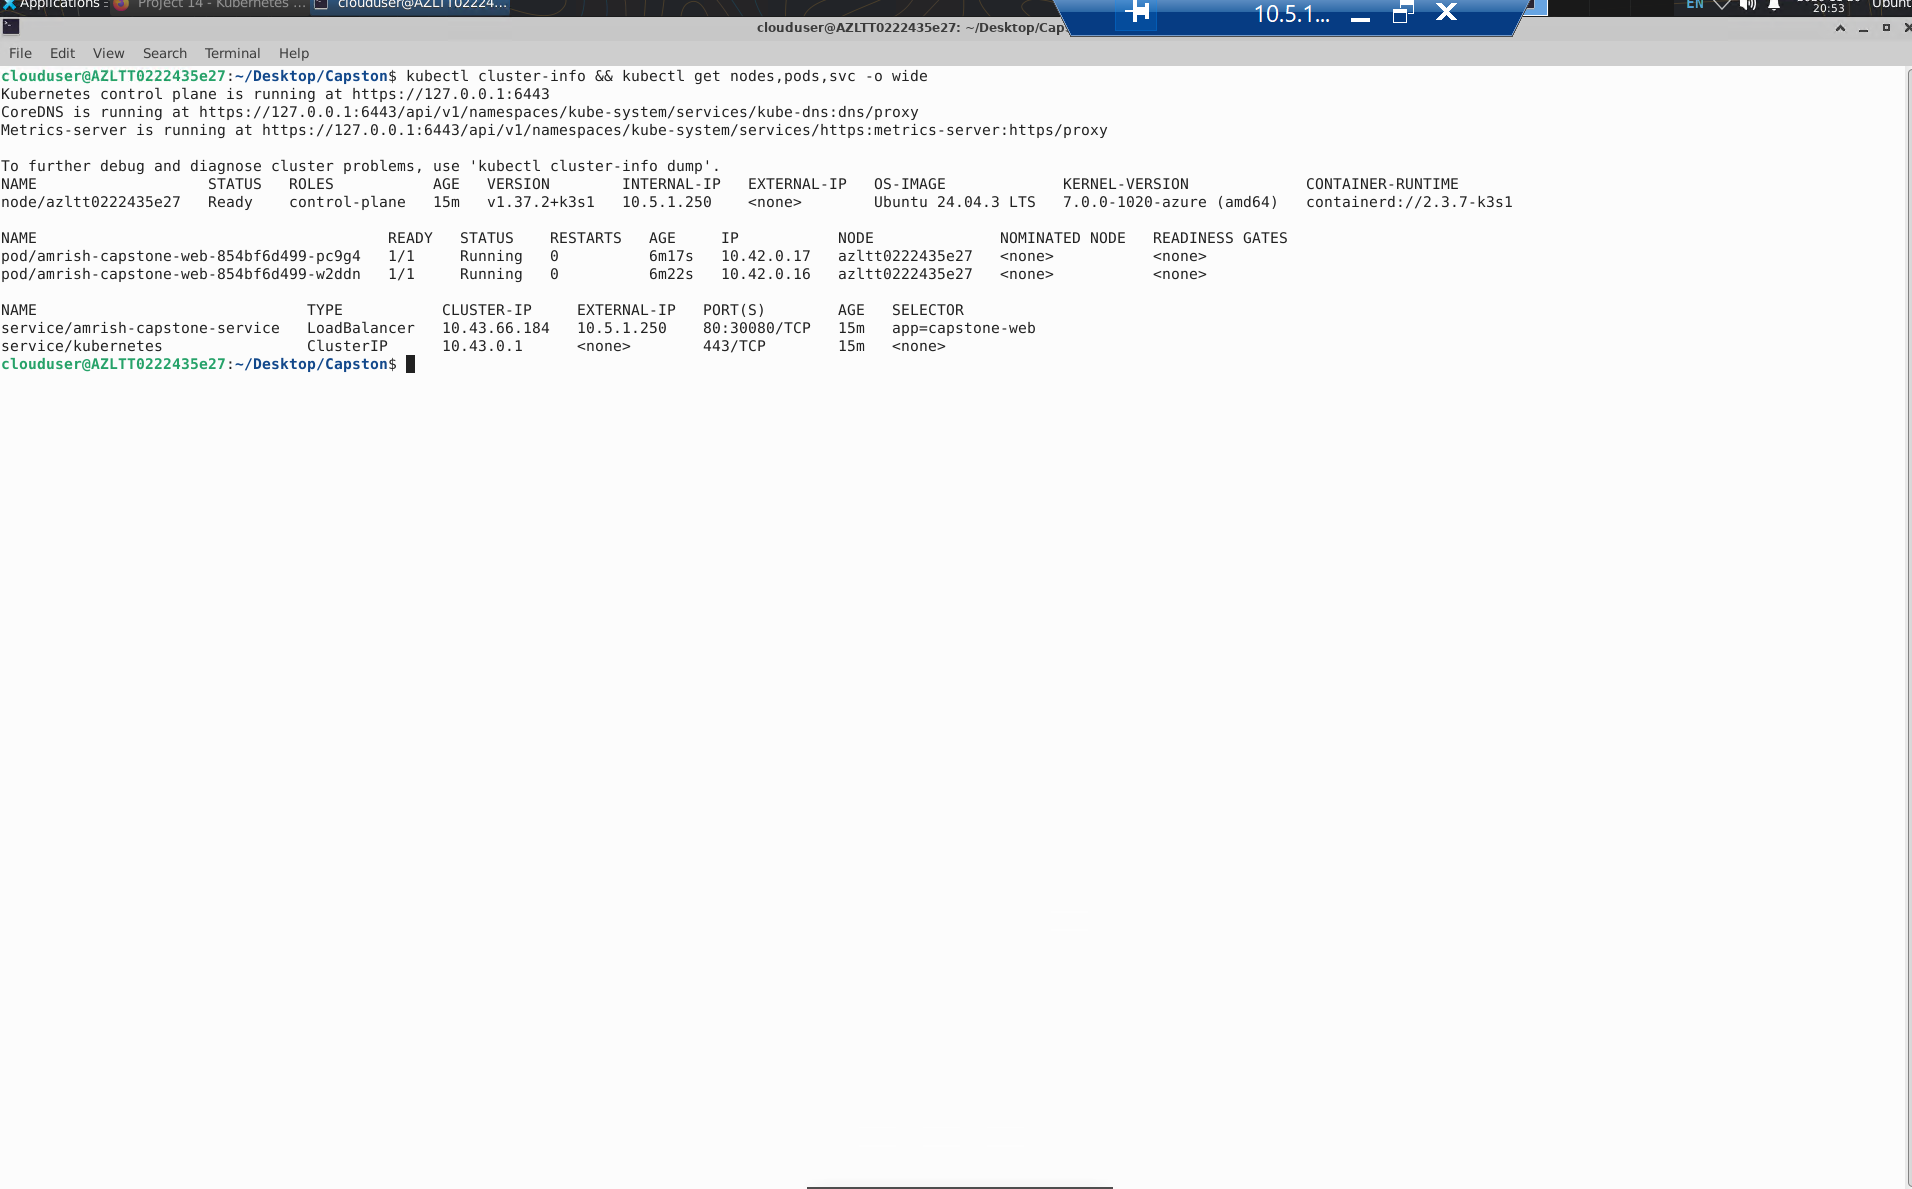 Applications : Project 14 - Kubernetes ... clouduser@AZLTT02224... EN 20:53 Ubunt
10.5.1...
clouduser@AZLTT0222435e27: ~/Desktop/Cap
File Edit View Search Terminal Help
clouduser@AZLTT0222435e27:~/Desktop/Capston$ kubectl cluster-info && kubectl get nodes,pods,svc -o wide
Kubernetes control plane is running at https://127.0.0.1:6443
CoreDNS is running at https://127.0.0.1:6443/api/v1/namespaces/kube-system/services/kube-dns:dns/proxy
Metrics-server is running at https://127.0.0.1:6443/api/v1/namespaces/kube-system/services/https:metrics-server:https/proxy
To further debug and diagnose cluster problems, use 'kubectl cluster-info dump'.
NAME STATUS ROLES AGE VERSION INTERNAL-IP EXTERNAL-IP OS-IMAGE KERNEL-VERSION CONTAINER-RUNTIME
node/azltt0222435e27 Ready control-plane 15m v1.37.2+k3s1 10.5.1.250 <none> Ubuntu 24.04.3 LTS 7.0.0-1020-azure (amd64) containerd://2.3.7-k3s1
NAME READY STATUS RESTARTS AGE IP NODE NOMINATED NODE READINESS GATES
pod/amrish-capstone-web-854bf6d499-pc9g4 1/1 Running 0 6m17s 10.42.0.17 azltt0222435e27 <none> <none>
pod/amrish-capstone-web-854bf6d499-w2ddn 1/1 Running 0 6m22s 10.42.0.16 azltt0222435e27 <none> <none>
NAME TYPE CLUSTER-IP EXTERNAL-IP PORT(S) AGE SELECTOR
service/amrish-capstone-service LoadBalancer 10.43.66.184 10.5.1.250 80:30080/TCP 15m app=capstone-web
service/kubernetes ClusterIP 10.43.0.1 <none> 443/TCP 15m <none>
clouduser@AZLTT0222435e27:~/Desktop/Capston$